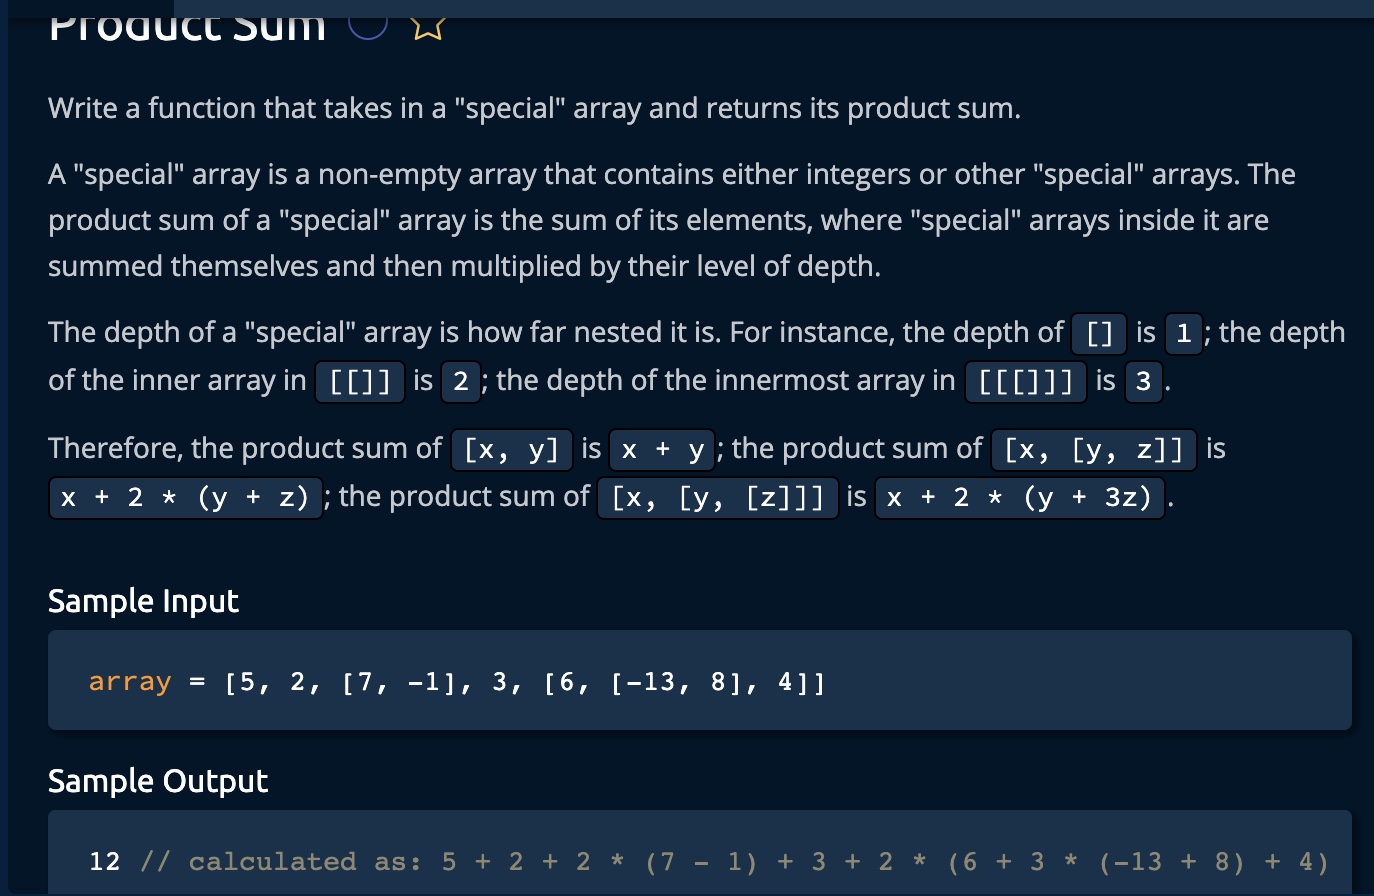 Product Sum
Write a function that takes in a "special" array and returns its product sum.
A "special" array is a non-empty array that contains either integers or other "special" arrays. The
product sum of a "special" array is the sum of its elements, where "special" arrays inside it are
summed themselves and then multiplied by their level of depth.
The depth of a "special" array is how far nested it is. For instance, the depth of [] is 1; the depth
of the inner array in [[]] is 2; the depth of the innermost array in [[[]]] is 3.
Therefore, the product sum of [x, y] is x + y; the product sum of [x, [y, z]] is
x + 2 * (y + z); the product sum of [x, [y, [z]]] is x + 2 * (y + 3z).
Sample Input
array = [5, 2, [7, -1], 3, [6, [-13, 8], 4]]
Sample Output
12 // calculated as: 5 + 2 + 2 * (7 - 1) + 3 + 2 * (6 + 3 * (-13 + 8) + 4)